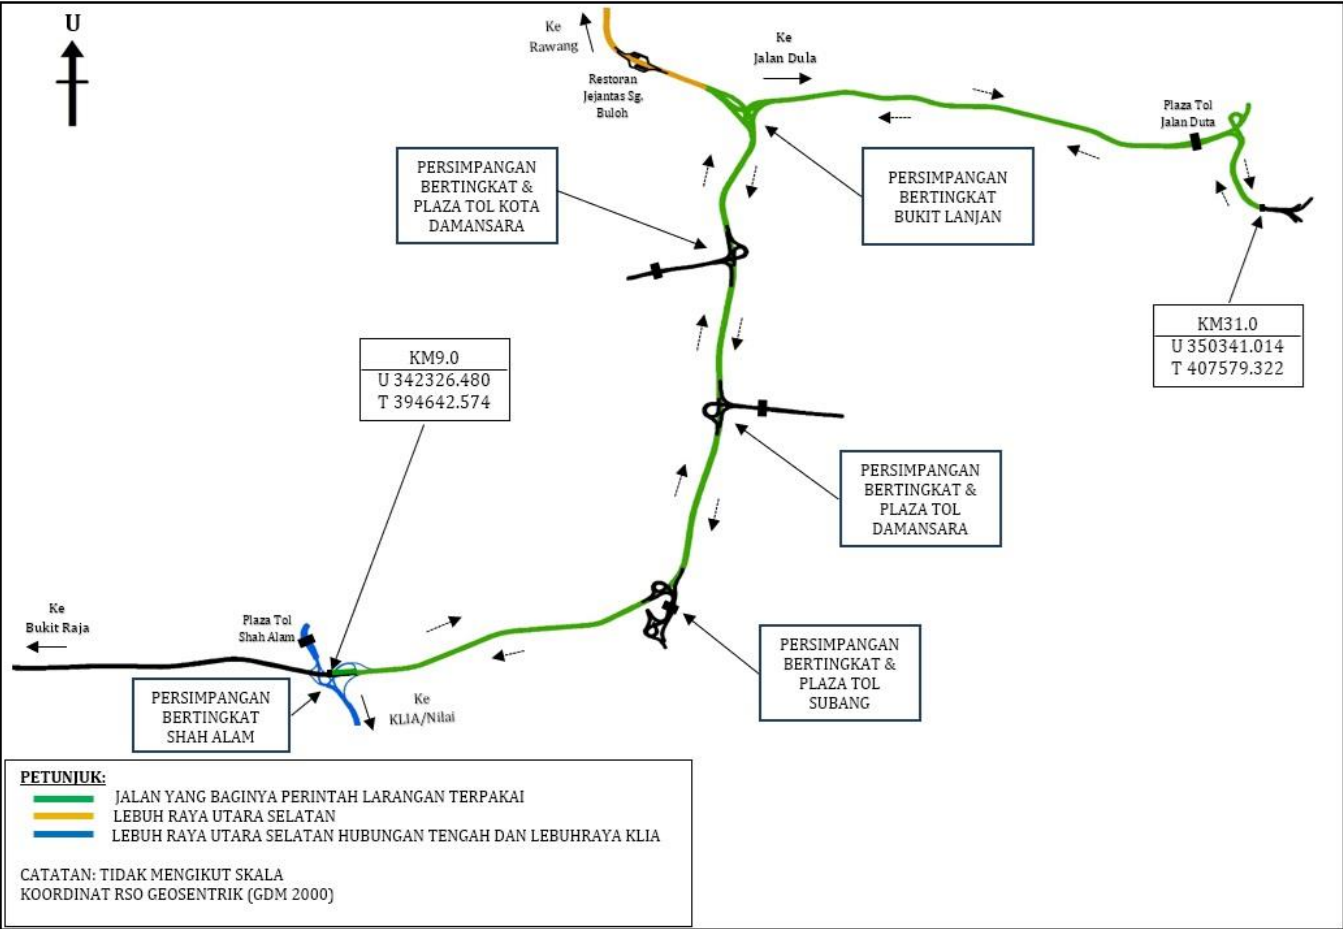 U
Ke
Rawang
Restoran
Jejantas Sg.
Buloh
Ke
Jalan Dula
Plaza Tol
Jalan Duta
PERSIMPANGAN
BERTINGKAT &
PLAZA TOL KOTA
DAMANSARA
PERSIMPANGAN
BERTINGKAT
BUKIT LANJAN
KM31.0
U 350341.014
T 407579.322
KM9.0
U 342326.480
T 394642.574
PERSIMPANGAN
BERTINGKAT &
PLAZA TOL
DAMANSARA
Ke
Bukit Raja
Plaza Tol
Shah Alam
PERSIMPANGAN
BERTINGKAT
SHAH ALAM
Ke
KLIA/Nilai
PERSIMPANGAN
BERTINGKAT &
PLAZA TOL
SUBANG
PETUNJUK:
JALAN YANG BAGINYA PERINTAH LARANGAN TERPAKAI
LEBUH RAYA UTARA SELATAN
LEBUH RAYA UTARA SELATAN HUBUNGAN TENGAH DAN LEBUHRAYA KLIA
CATATAN: TIDAK MENGIKUT SKALA
KOORDINAT RSO GEOSENTRIK (GDM 2000)